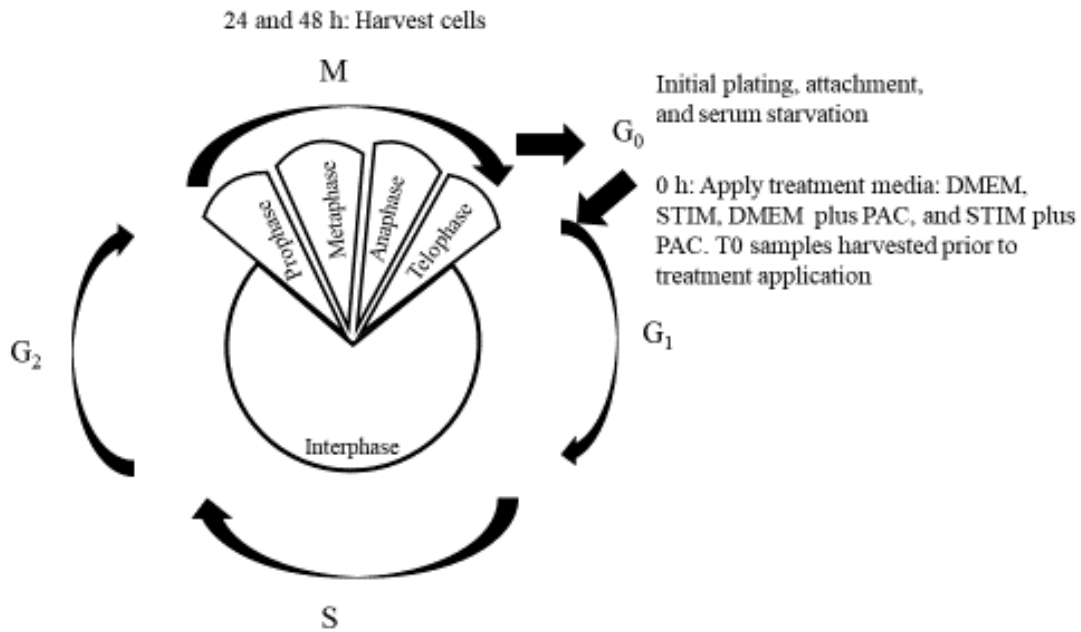 24 and 48 h: Harvest cells
M
Initial plating, attachment,
and serum starvation
G₀
0 h: Apply treatment media: DMEM,
STIM, DMEM plus PAC, and STIM plus
PAC. T0 samples harvested prior to
treatment application
Prophase
Metaphase
Anaphase
Telophase
G₁
G₂
Interphase
S